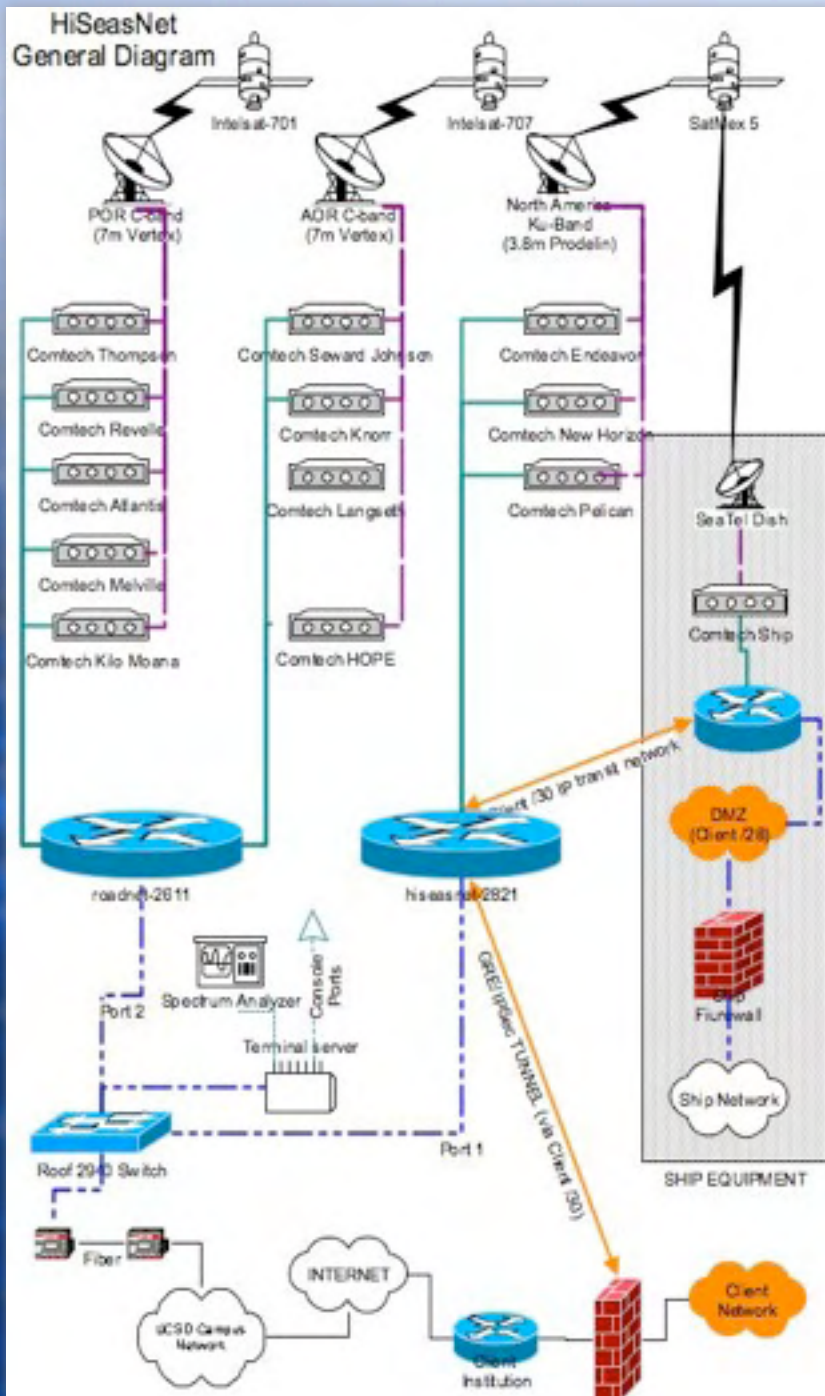 HiSeasNet
General Diagram
Intelsat-701
Intelsat-707
SatMex 5
POR C-band
(7m Vertex)
AOR C-band
(7m Vertex)
North America
Ku-Band
(3.8m Prodelin)
Comtech Thompson
Comtech Seward Johnson
Comtech Endeavor
Comtech Revelle
Comtech Knorr
Comtech New Horizon
Comtech Atlantis
Comtech Langseth
Comtech Pelican
SeaTel Dish
Comtech Melville
Comtech Ship
Comtech Kilo Moana
Comtech HOPE
Client /30 ip transit network
DMZ
(Client /28)
roadnet-2611
hiseasnet-2821
Spectrum Analyzer
Console
Ports
Port 2
Terminal server
GRE/ipSec TUNNEL (via Client /30)
Ship
Fiurewall
Ship Network
Port 1
Roof 2940 Switch
SHIP EQUIPMENT
Fiber
INTERNET
UCSD Campus
Network
Client
Institution
Client
Network